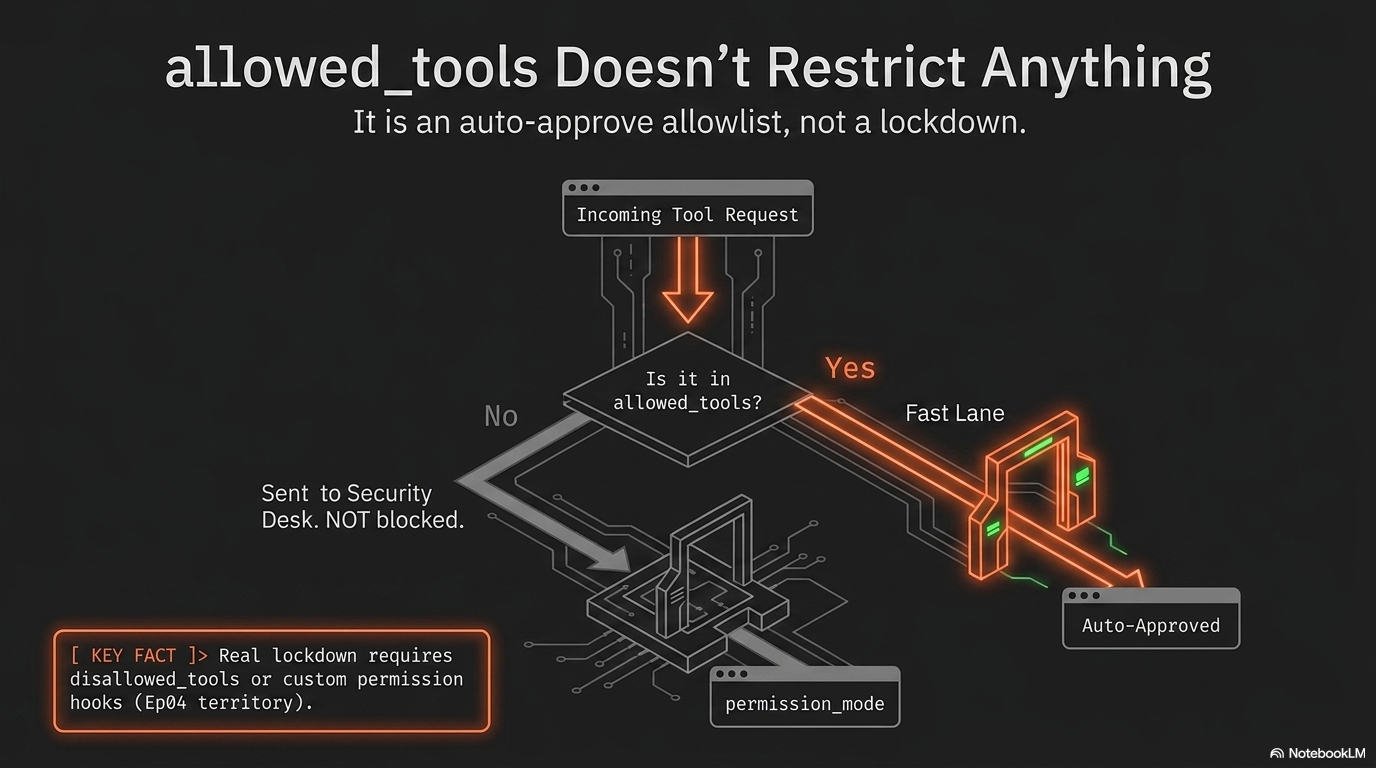 allowed_tools Doesn’t Restrict Anything
It is an auto-approve allowlist, not a lockdown.
Incoming Tool Request
Is it in
allowed_tools?
Yes
No
Fast Lane
Sent to Security
Desk. NOT blocked.
Auto-Approved
[ KEY FACT ]> Real lockdown requires
disallowed_tools or custom permission
hooks (Ep04 territory).
permission_mode
NotebookLM